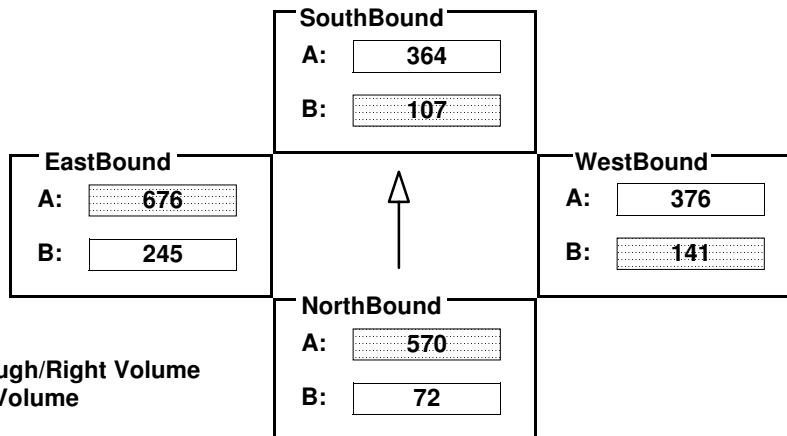 SouthBound
A: 364
B: 107
EastBound
A: 676
B: 245
WestBound
A: 376
B: 141
NorthBound
A: 570
B: 72
ugh/Right Volume
Volume